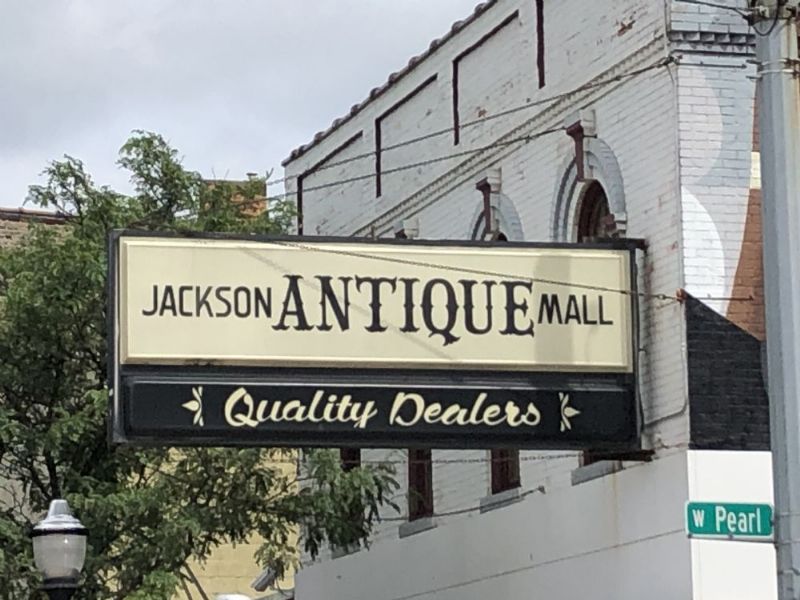 JACKSON ANTIQUE MALL
Quality Dealers
W Pearl